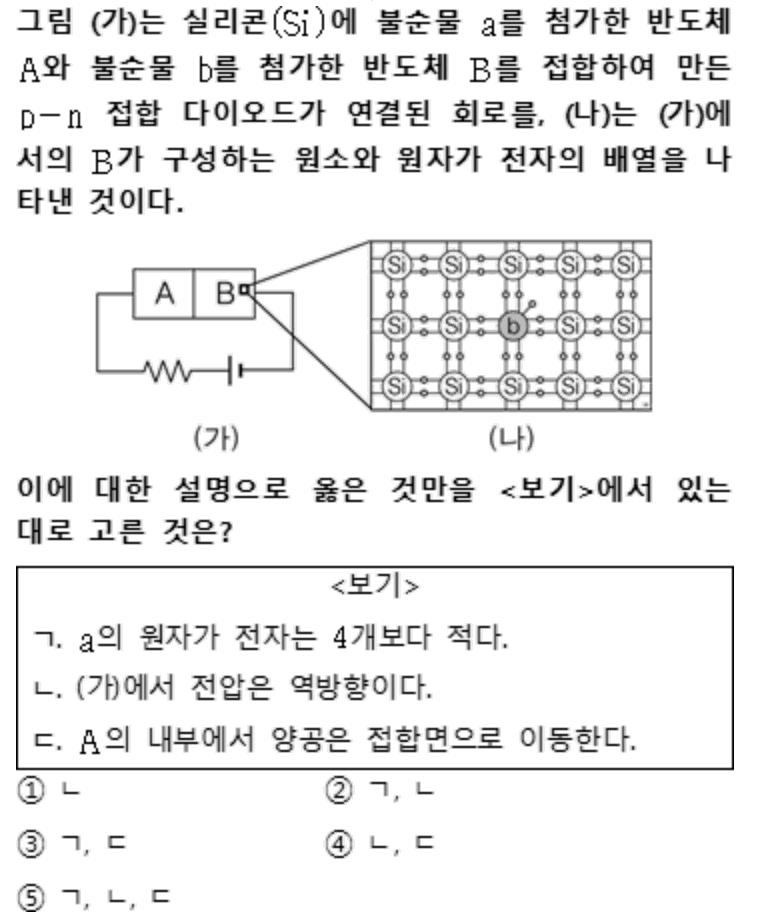 그림 (가)는 실리콘(Si)에 불순물 a를 첨가한 반도체
A와 불순물 b를 첨가한 반도체 B를 접합하여 만든
p-n 접합 다이오드가 연결된 회로를, (나)는 (가)에
서의 B가 구성하는 원소와 원자가 전자의 배열을 나
타낸 것이다.
A B
Si Si Si Si Si
Si Si b Si Si
Si Si Si Si Si
(가) (나)
이에 대한 설명으로 옳은 것만을 <보기>에서 있는
대로 고른 것은?
<보기>
ㄱ. a의 원자가 전자는 4개보다 적다.
ㄴ. (가)에서 전압은 역방향이다.
ㄷ. A의 내부에서 양공은 접합면으로 이동한다.
① ㄴ ② ㄱ, ㄴ
③ ㄱ, ㄷ ④ ㄴ, ㄷ
⑤ ㄱ, ㄴ, ㄷ